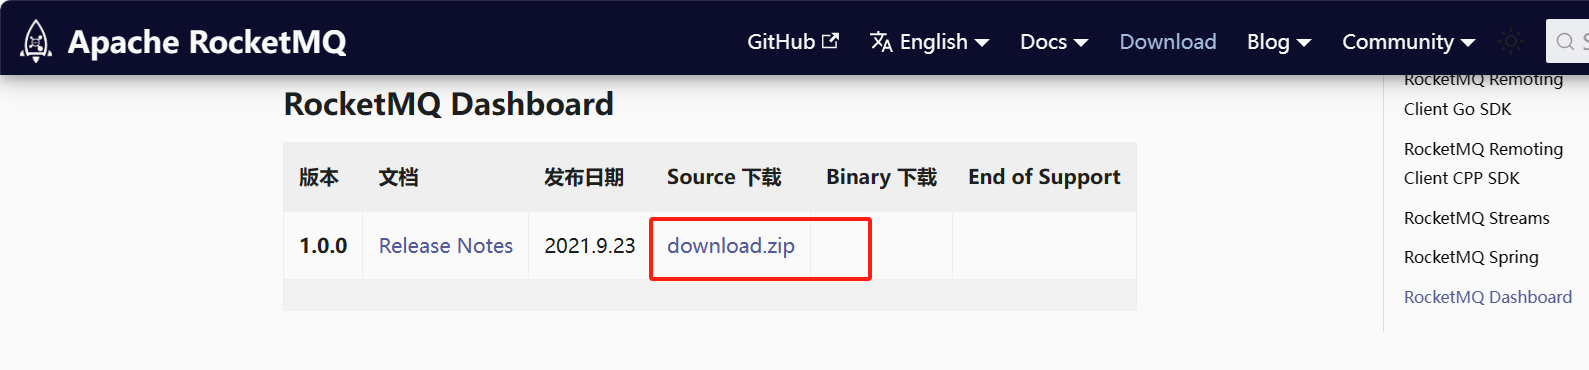 Apache RocketMQ GitHub English Docs Download Blog Community S
RocketMQ Dashboard
版本 文档 发布日期 Source 下载 Binary 下载 End of Support
1.0.0 Release Notes 2021.9.23 download.zip
RocketMQ Remoting
Client Go SDK
RocketMQ Remoting
Client CPP SDK
RocketMQ Streams
RocketMQ Spring
RocketMQ Dashboard